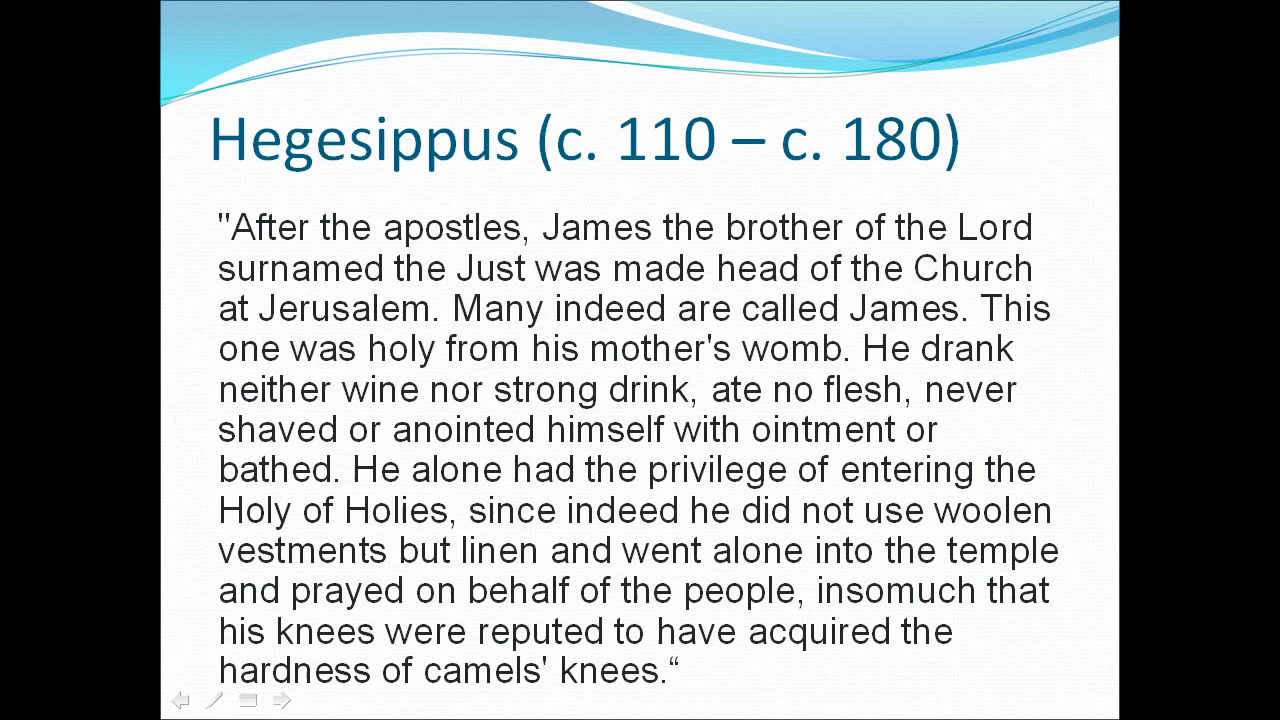 Hegesippus (c. 110 – c. 180)
"After the apostles, James the brother of the Lord
surnamed the Just was made head of the Church
at Jerusalem. Many indeed are called James. This
one was holy from his mother's womb. He drank
neither wine nor strong drink, ate no flesh, never
shaved or anointed himself with ointment or
bathed. He alone had the privilege of entering the
Holy of Holies, since indeed he did not use woolen
vestments but linen and went alone into the temple
and prayed on behalf of the people, insomuch that
his knees were reputed to have acquired the
hardness of camels' knees.“